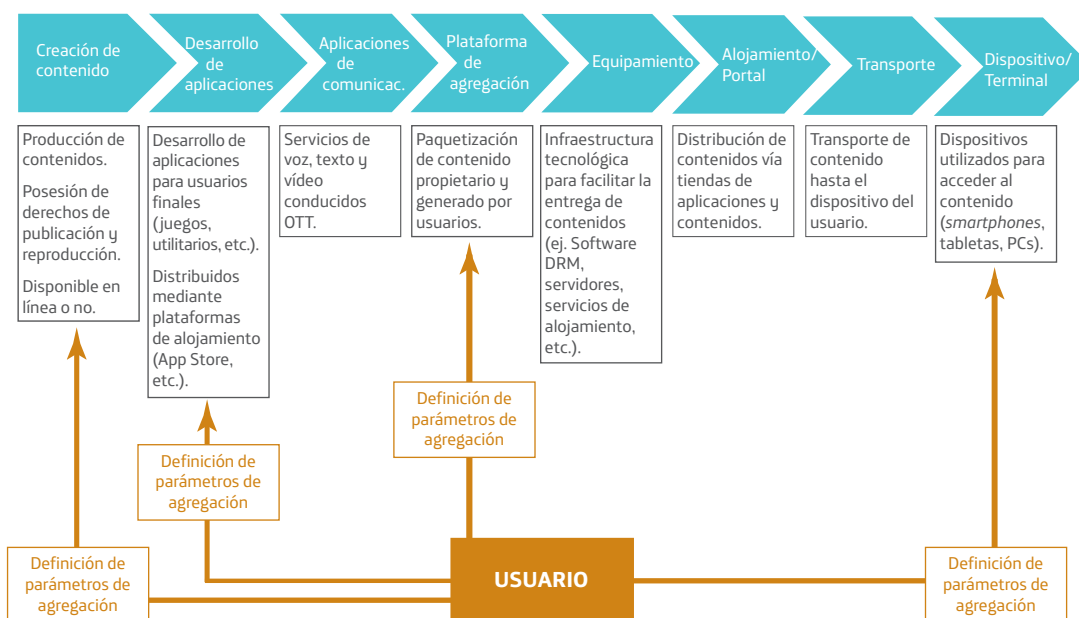 Creación de
contenido
Desarrollo
de
aplicaciones
Aplicaciones
de
comunicac.
Plataforma
de
agregación
Equipamiento
Alojamiento/
Portal
Transporte
Dispositivo/
Terminal
Producción de
contenidos.
Posesión de
derechos de
publicación y
reproducción.
Disponible en
línea o no.
Desarrollo de
aplicaciones
para usuarios
finales
(juegos,
utilitarios, etc.).
Distribuidos
mediante
plataformas
de alojamiento
(App Store,
etc.).
Servicios de
voz, texto y
vídeo
conducidos
OTT.
Paquetización
de contenido
propietario y
generado por
usuarios.
Infraestructura
tecnológica
para facilitar la
entrega de
contenidos
(ej. Software
DRM,
servidores,
servicios de
alojamiento,
etc.).
Distribución de
contenidos vía
tiendas de
aplicaciones y
contenidos.
Transporte de
contenido
hasta el
dispositivo del
usuario.
Dispositivos
utilizados para
acceder al
contenido
(smartphones,
tabletas, PCs).
Definición de
parámetros de
agregación
Definición de
parámetros de
agregación
Definición de
parámetros de
agregación
USUARIO
Definición de
parámetros de
agregación